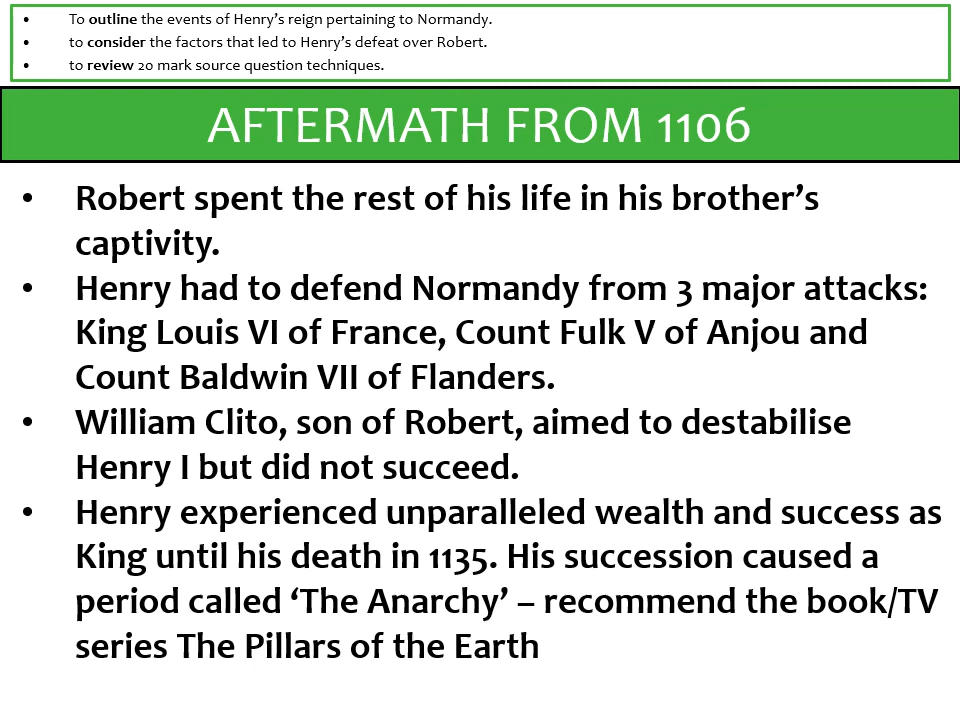 • To outline the events of Henry’s reign pertaining to Normandy.
• to consider the factors that led to Henry’s defeat over Robert.
• to review 20 mark source question techniques.
AFTERMATH FROM 1106
• Robert spent the rest of his life in his brother’s
captivity.
• Henry had to defend Normandy from 3 major attacks:
King Louis VI of France, Count Fulk V of Anjou and
Count Baldwin VII of Flanders.
• William Clito, son of Robert, aimed to destabilise
Henry I but did not succeed.
• Henry experienced unparalleled wealth and success as
King until his death in 1135. His succession caused a
period called ‘The Anarchy’ – recommend the book/TV
series The Pillars of the Earth